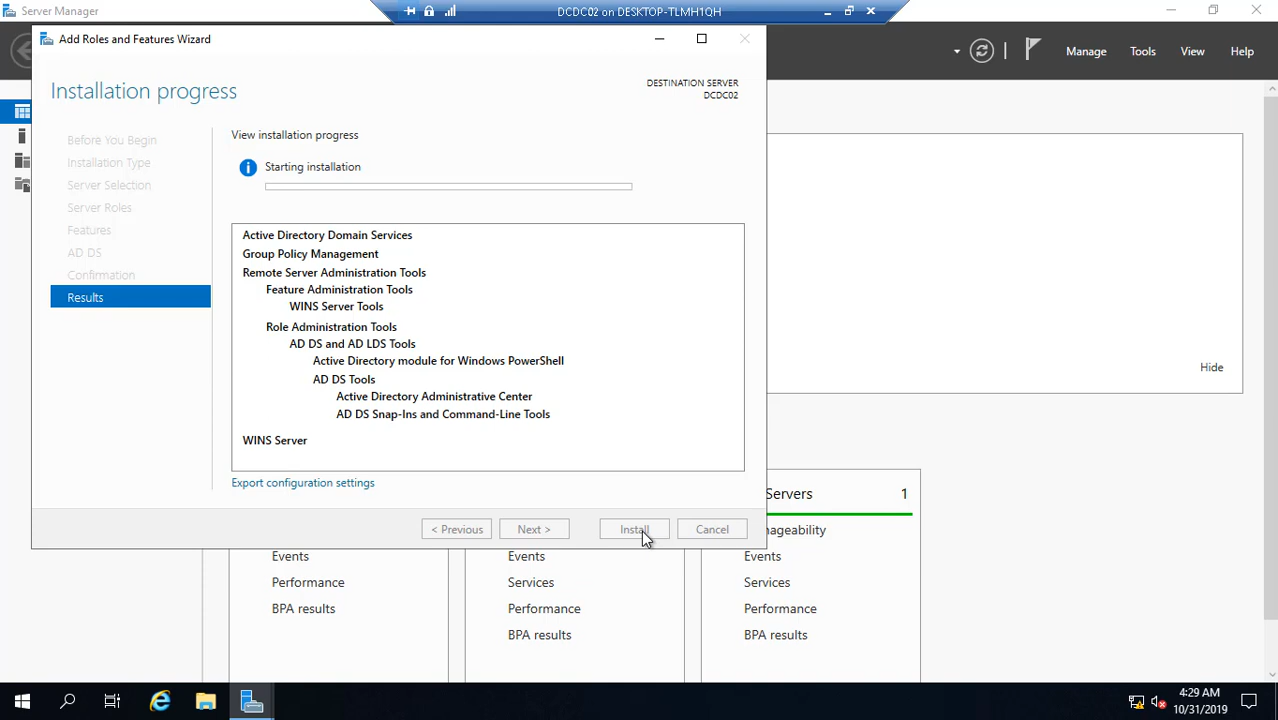 Server Manager
DCDC02 on DESKTOP-TLMH1QH
Add Roles and Features Wizard
Manage
Tools
View
Help
Installation progress
DESTINATION SERVER
DCDC02
Before You Begin
Installation Type
Server Selection
Server Roles
Features
AD DS
Confirmation
Results
View installation progress
Starting installation
Active Directory Domain Services
Group Policy Management
Remote Server Administration Tools
Feature Administration Tools
WINS Server Tools
Role Administration Tools
AD DS and AD LDS Tools
Active Directory module for Windows PowerShell
AD DS Tools
Active Directory Administrative Center
AD DS Snap-Ins and Command-Line Tools
WINS Server
Export configuration settings
< Previous
Next >
Install
Cancel
Hide
Servers 1
nageability
Events
Performance
BPA results
Events
Services
Performance
BPA results
Events
Services
Performance
BPA results
4:29 AM
10/31/2019